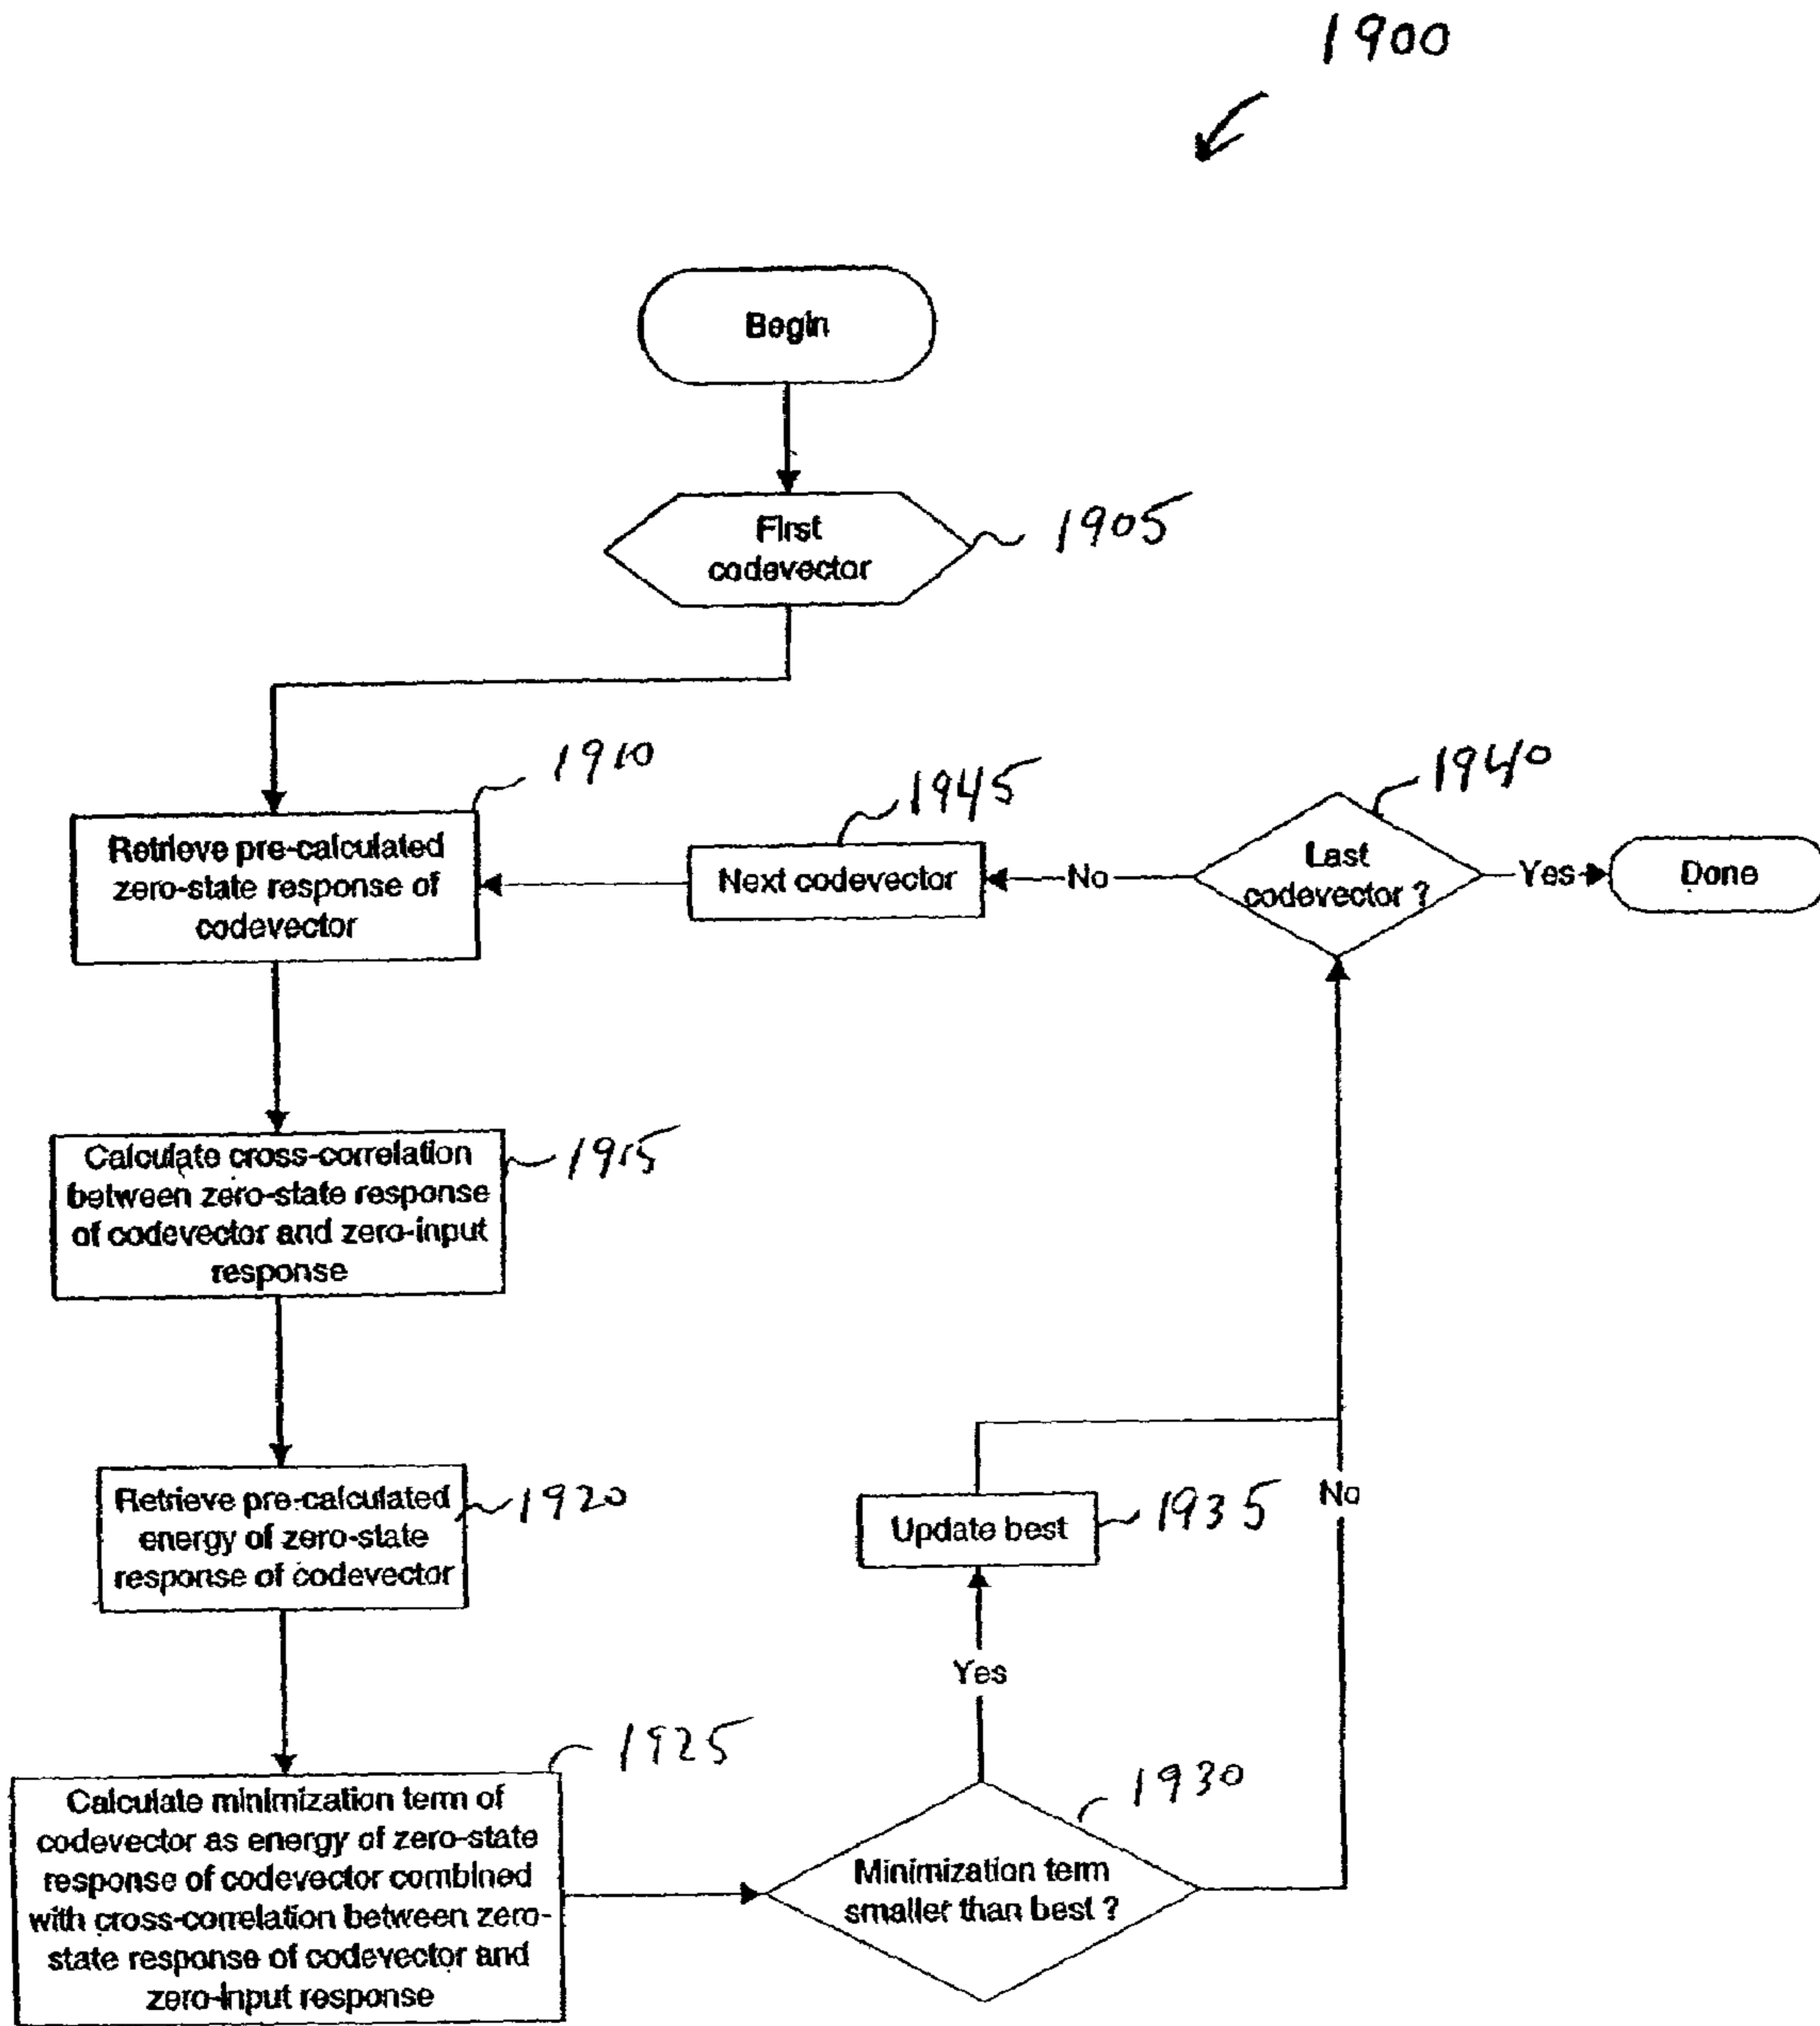 1900
Begin
First
codevector
1905
1910
Retrieve pre-calculated
zero-state response of
codevector
1945
Next codevector
No
1940
Last
codevector ?
Yes
Done
Calculate cross-correlation
between zero-state response
of codevector and zero-input
response
1915
Retrieve pre-calculated
energy of zero-state
response of codevector
1920
Update best
1935
No
Yes
1925
Calculate minimization term of
codevector as energy of zero-state
response of codevector combined
with cross-correlation between zero-
state response of codevector and
zero-input response
1930
Minimization term
smaller than best ?